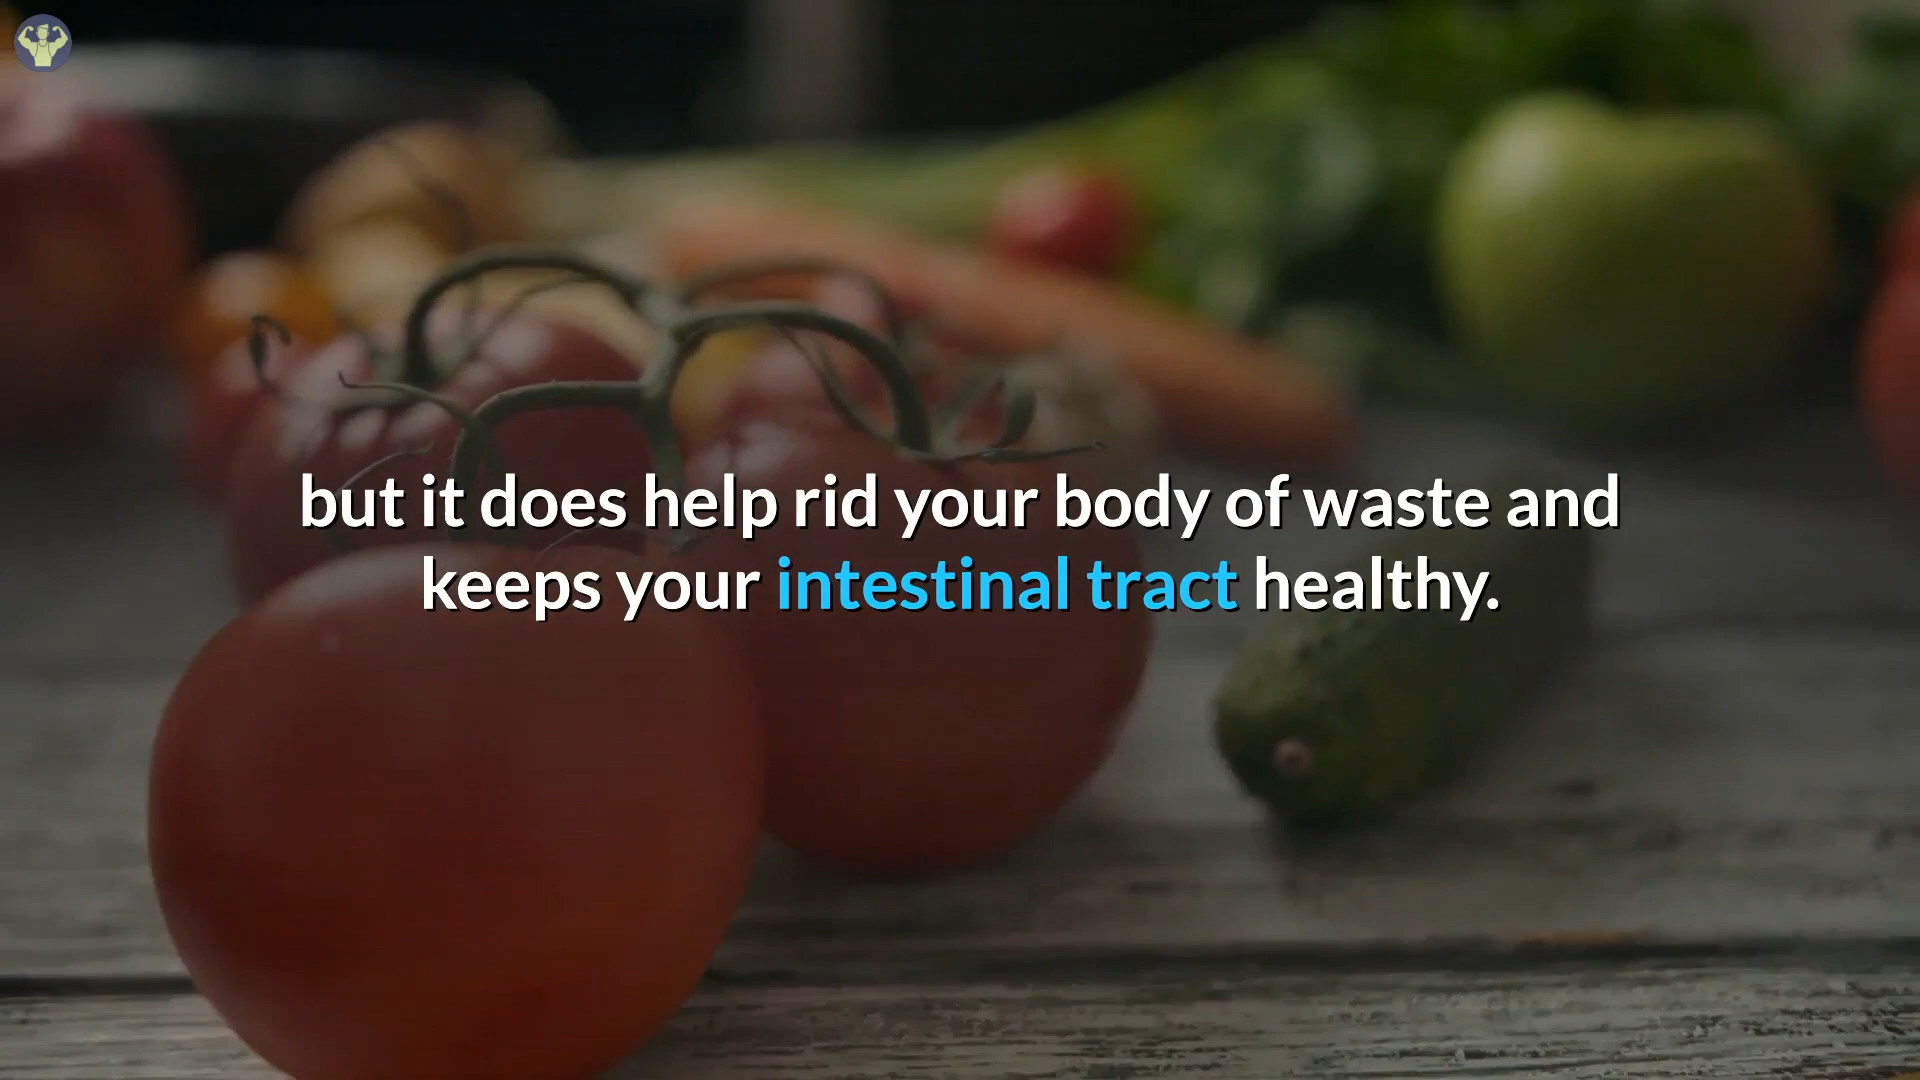 but it does help rid your body of waste and
keeps your intestinal tract healthy.